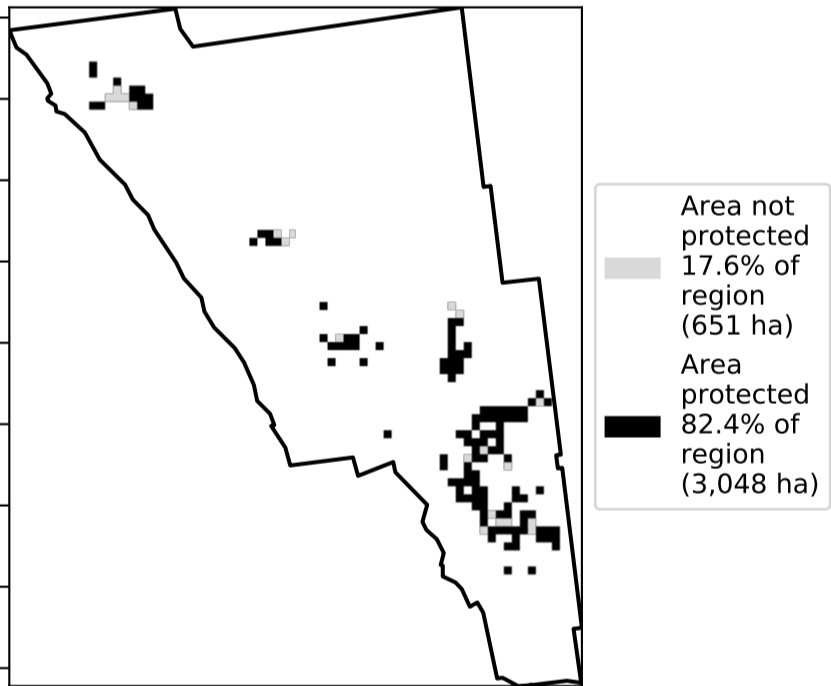 Area not
protected
17.6% of
region
(651 ha)
Area
protected
82.4% of
region
(3,048 ha)